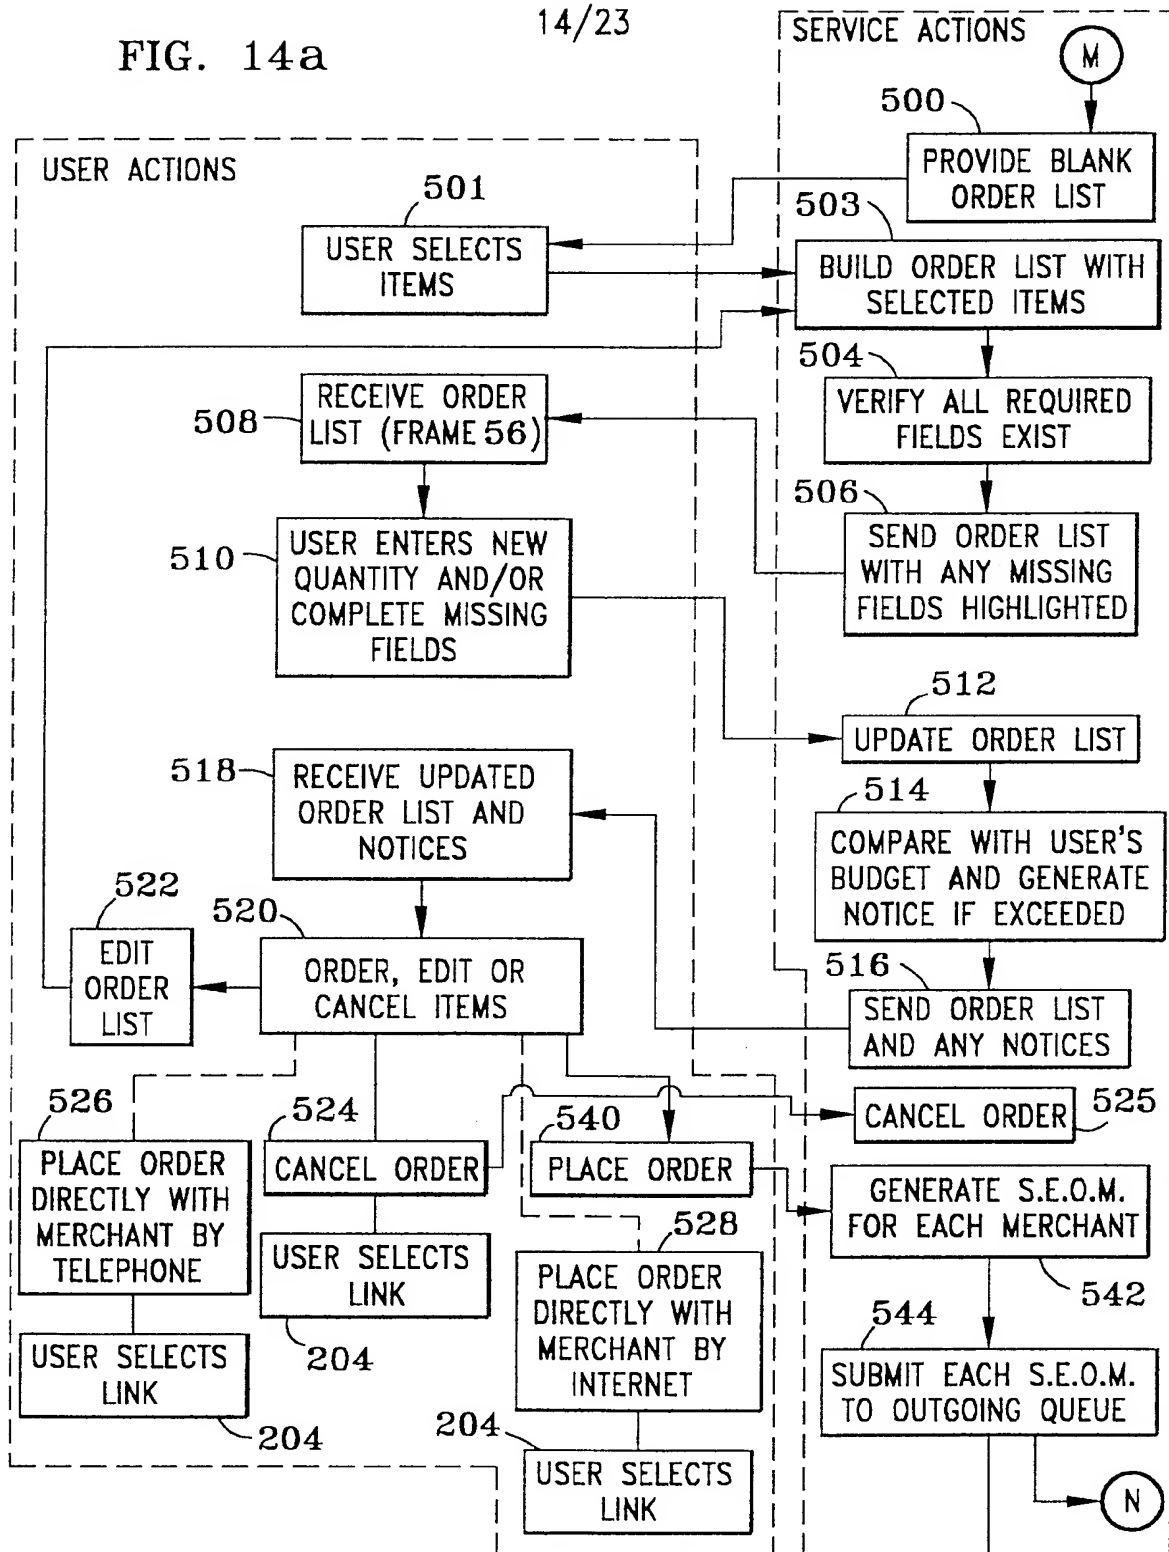 14/23
FIG. 14a
SERVICE ACTIONS
M
500
PROVIDE BLANK
ORDER LIST
USER ACTIONS
501
USER SELECTS
ITEMS
503
BUILD ORDER LIST WITH
SELECTED ITEMS
504
VERIFY ALL REQUIRED
FIELDS EXIST
508
RECEIVE ORDER
LIST (FRAME 56)
506
SEND ORDER LIST
WITH ANY MISSING
FIELDS HIGHLIGHTED
510
USER ENTERS NEW
QUANTITY AND/OR
COMPLETE MISSING
FIELDS
512
UPDATE ORDER LIST
514
COMPARE WITH USER'S
BUDGET AND GENERATE
NOTICE IF EXCEEDED
518
RECEIVE UPDATED
ORDER LIST AND
NOTICES
516
SEND ORDER LIST
AND ANY NOTICES
520
ORDER, EDIT OR
CANCEL ITEMS
522
EDIT
ORDER
LIST
526
PLACE ORDER
DIRECTLY WITH
MERCHANT BY
TELEPHONE
USER SELECTS
LINK
204
524
CANCEL ORDER
USER SELECTS
LINK
204
540
PLACE ORDER
528
PLACE ORDER
DIRECTLY WITH
MERCHANT BY
INTERNET
204
USER SELECTS
LINK
CANCEL ORDER
525
GENERATE S.E.O.M.
FOR EACH MERCHANT
542
544
SUBMIT EACH S.E.O.M.
TO OUTGOING QUEUE
N